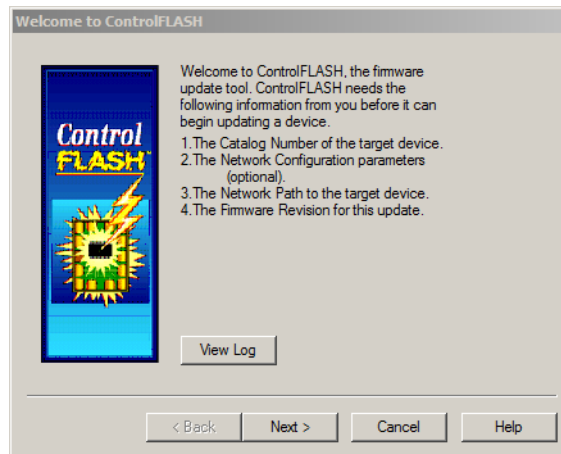 Welcome to ControlFLASH
Welcome to ControlFLASH, the firmware
update tool. ControlFLASH needs the
following information from you before it can
begin updating a device.
1.The Catalog Number of the target device.
2.The Network Configuration parameters
(optional).
3.The Network Path to the target device.
4.The Firmware Revision for this update.
Control
FLASH
View Log
< Back
Next >
Cancel
Help